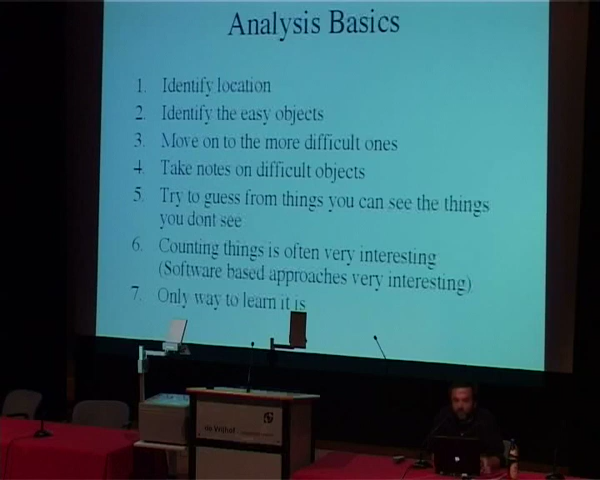 Analysis Basics
1. Identify location
2. Identify the easy objects
3. Move on to the more difficult ones
4. Take notes on difficult objects
5. Try to guess from things you can see the things
you dont see
6. Counting things is often very interesting
(Software based approaches very interesting)
7. Only way to learn it is
de Vrijhof